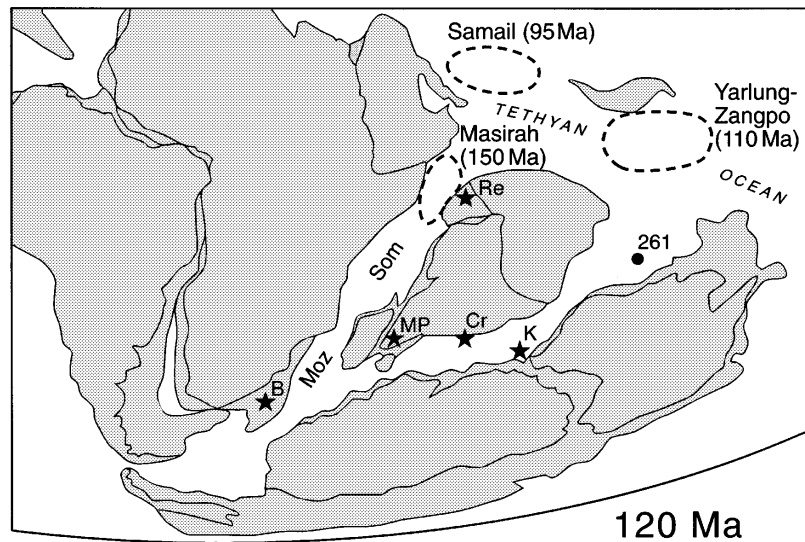 Samail (95 Ma)
Yarlung-
Zangpo
(110 Ma)
TETHYAN
OCEAN
Masirah
(150 Ma)
Re
261
Som
MP
Cr
K
Moz
B
120 Ma